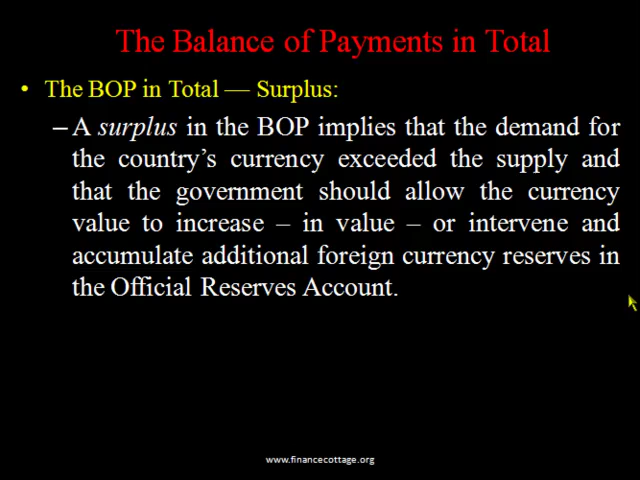 The Balance of Payments in Total
• The BOP in Total — Surplus:
– A surplus in the BOP implies that the demand for
the country's currency exceeded the supply and
that the government should allow the currency
value to increase – in value – or intervene and
accumulate additional foreign currency reserves in
the Official Reserves Account.
www.financecottage.org